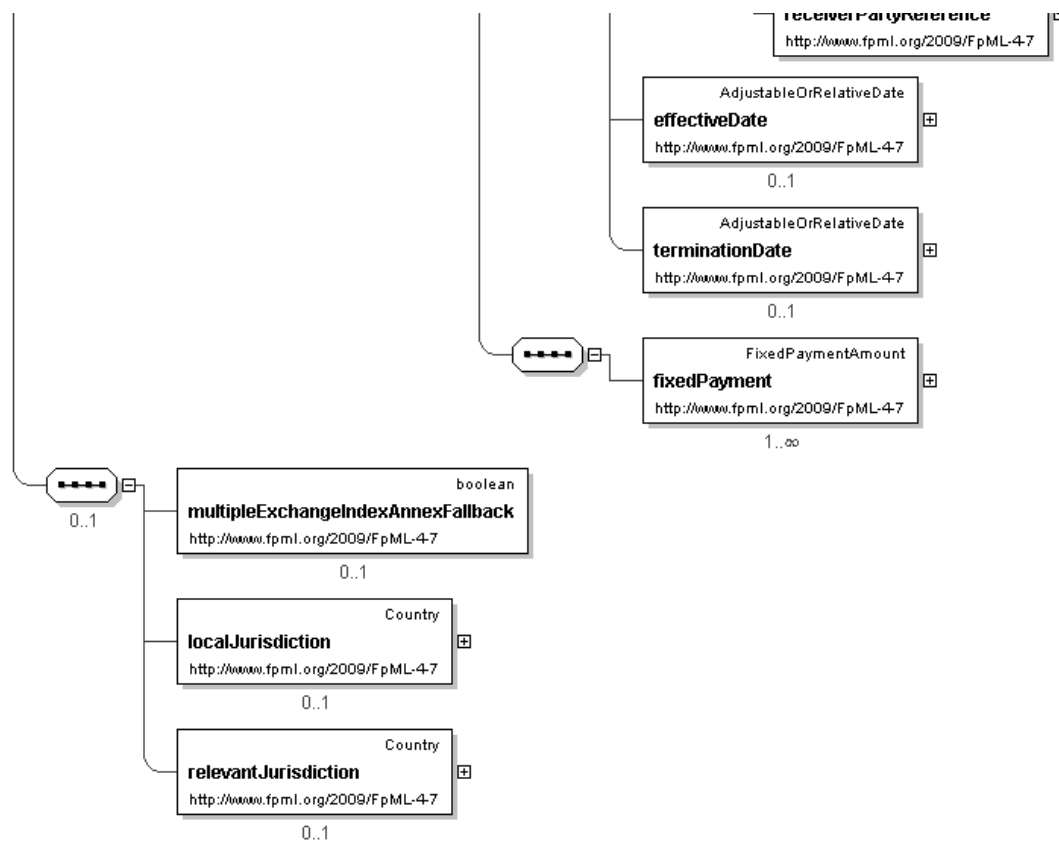 receiverPartyReference
http://www.fpml.org/2009/FpML-4-7
AdjustableOrRelativeDate
effectiveDate
http://www.fpml.org/2009/FpML-4-7
0..1
AdjustableOrRelativeDate
terminationDate
http://www.fpml.org/2009/FpML-4-7
0..1
FixedPaymentAmount
fixedPayment
http://www.fpml.org/2009/FpML-4-7
1..∞
0..1
boolean
multipleExchangeIndexAnnexFallback
http://www.fpml.org/2009/FpML-4-7
0..1
Country
localJurisdiction
http://www.fpml.org/2009/FpML-4-7
0..1
Country
relevantJurisdiction
http://www.fpml.org/2009/FpML-4-7
0..1